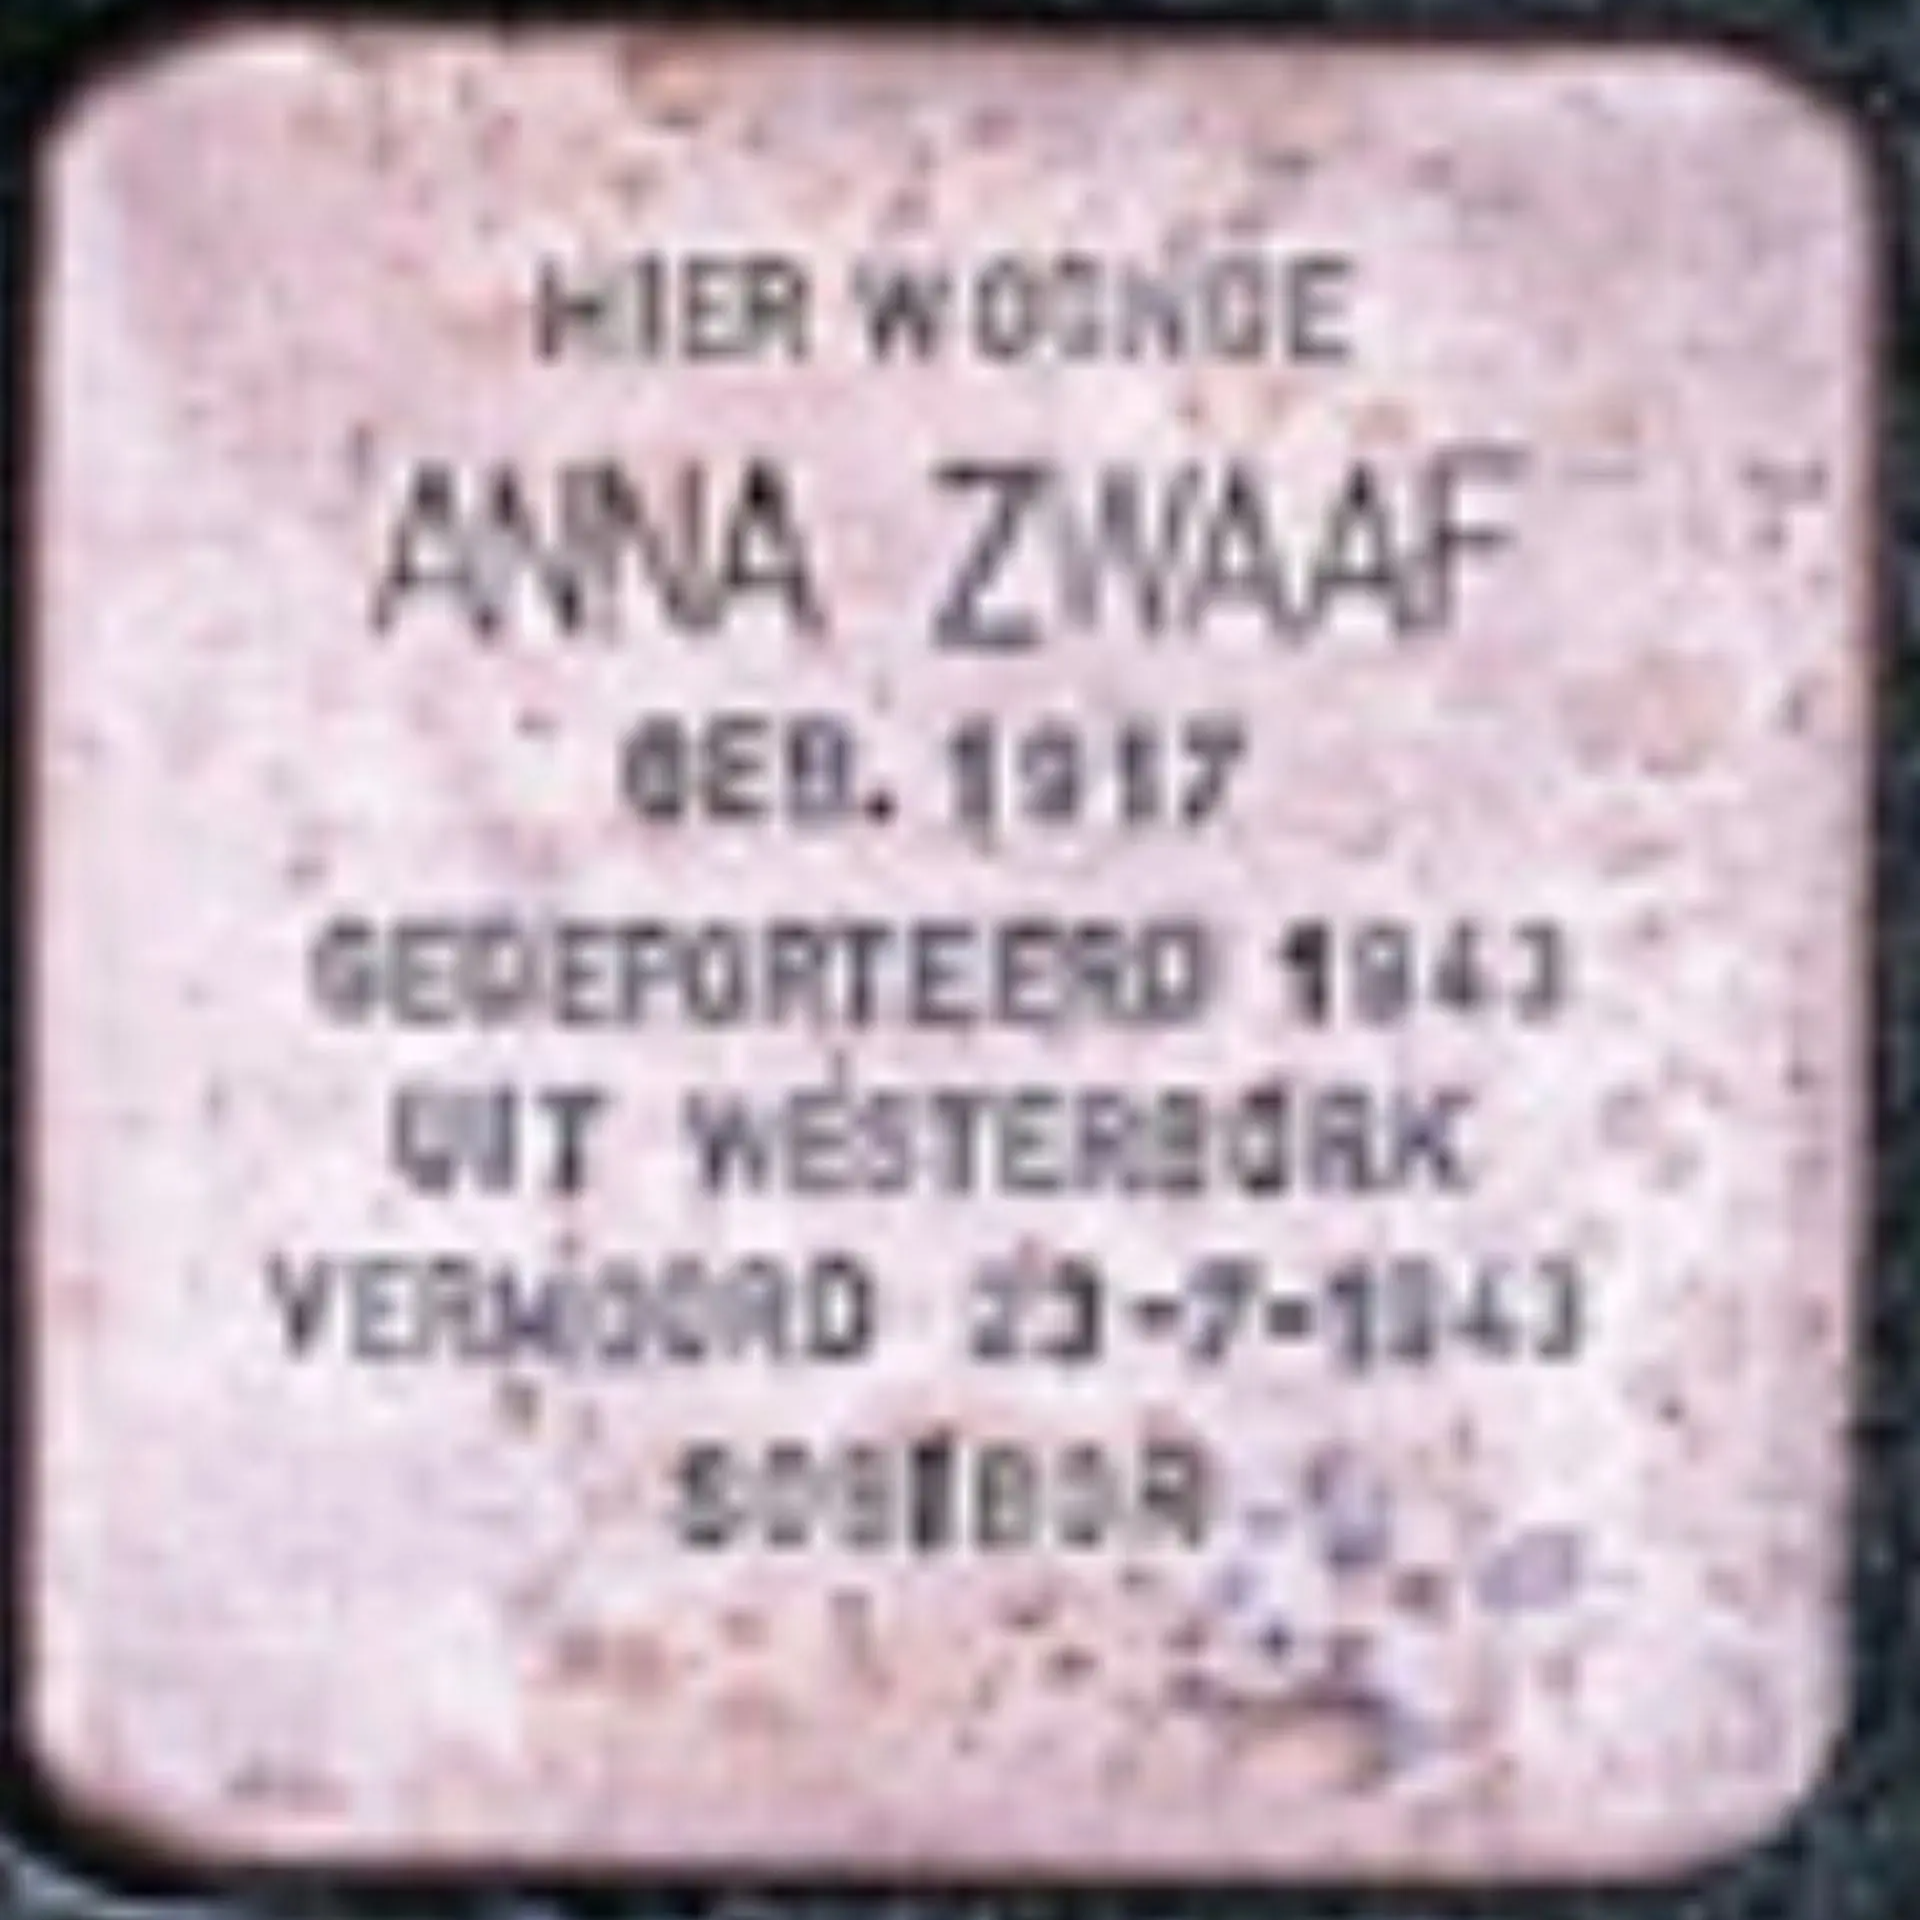 HIER WOONDE
ANNA ZWAAF
GEB. 1917
GEDEPORTEERD 1943
UIT WESTERBORK
VERMOORD 23-7-1943
SOBIBOR